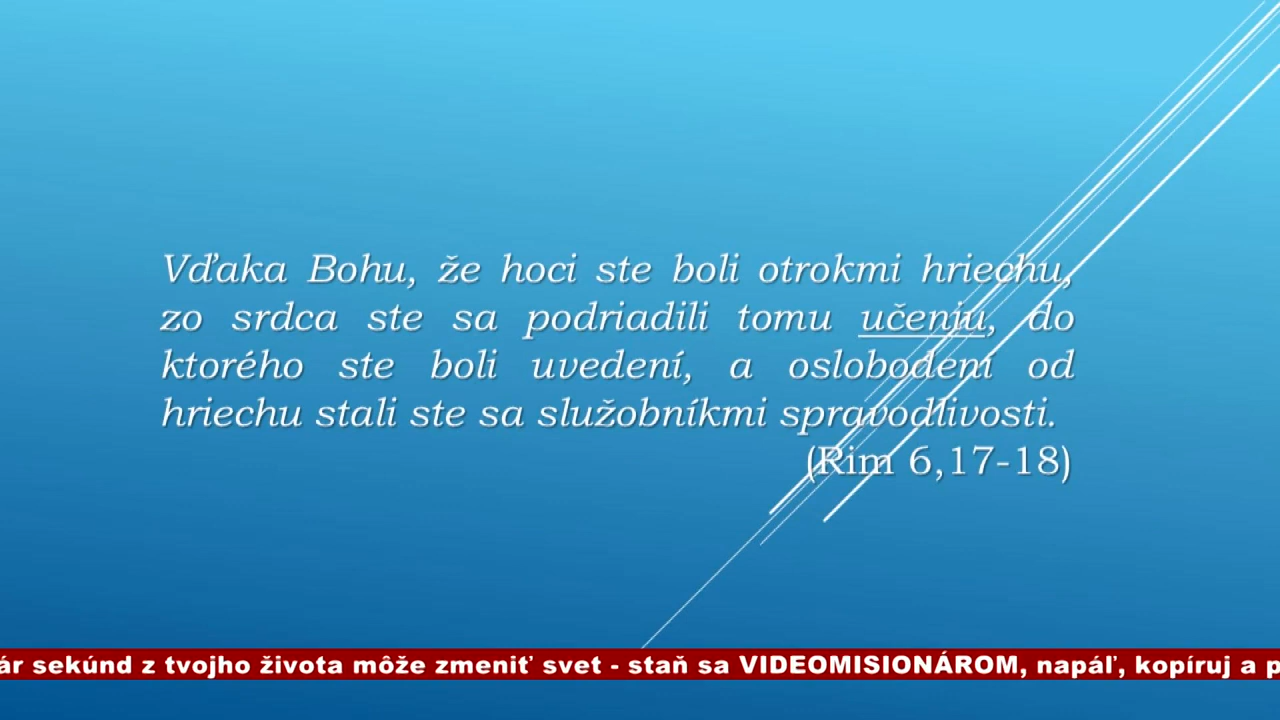 Vďaka Bohu, že hoci ste boli otrokmi hriechu,
zo srdca ste sa podriadili tomu učeniu, do
ktorého ste boli uvedení, a oslobodení od
hriechu stali ste sa služobníkmi spravodlivosti.
(Rim 6,17-18)
sekúnd z tvojho života môže zmeniť svet - staň sa VIDEOMISIONÁROM, napáľ, kopíruj a